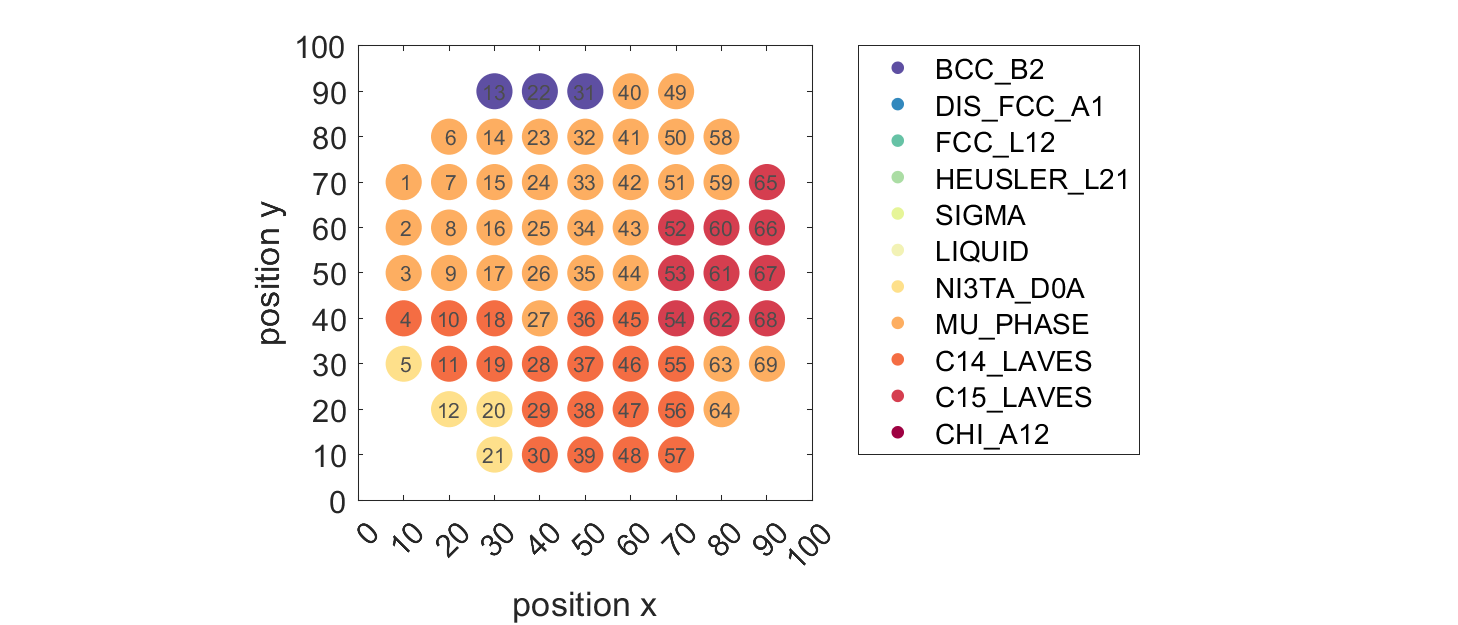 100
90
80
70
60
50
40
30
20
10
0
13 22 31 40 49
6 14 23 32 41 50 58
1 7 15 24 33 42 51 59 65
2 8 16 25 34 43 52 60 66
3 9 17 26 35 44 53 61 67
4 10 18 27 36 45 54 62 68
5 11 19 28 37 46 55 63 69
12 20 29 38 47 56 64
21 30 39 48 57
0 10 20 30 40 50 60 70 80 90 100
position x
position y
BCC_B2
DIS_FCC_A1
FCC_L12
HEUSLER_L21
SIGMA
LIQUID
NI3TA_D0A
MU_PHASE
C14_LAVES
C15_LAVES
CHI_A12